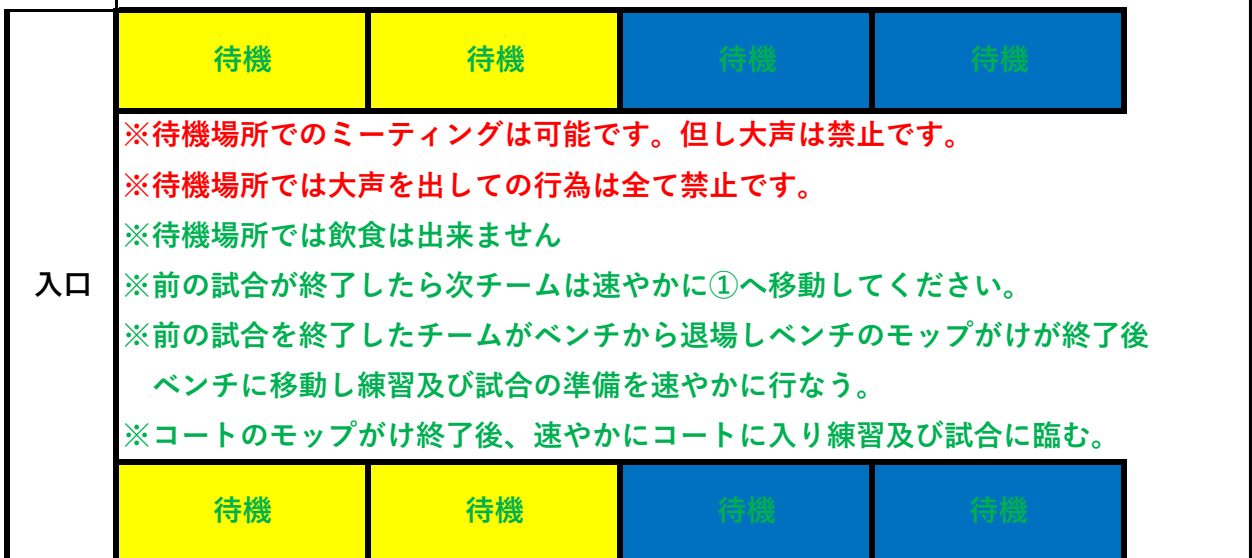 待機 待機 待機 待機
※待機場所でのミーティングは可能です。但し大声は禁止です。
※待機場所では大声を出しての行為は全て禁止です。
※待機場所では飲食は出来ません
入口
※前の試合が終了したら次チームは速やかに①へ移動してください。
※前の試合を終了したチームがベンチから退場しベンチのモップがけが終了後
ベンチに移動し練習及び試合の準備を速やかに行なう。
※コートのモップがけ終了後、速やかにコートに入り練習及び試合に臨む。
待機 待機 待機 待機